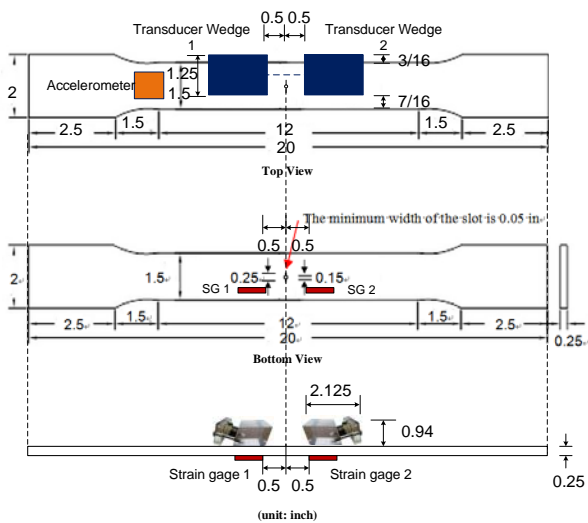 0.5 0.5
Transducer Wedge 1
Transducer Wedge 2
3/16
1.25
Accelerometer
2
1.5
7/16
2.5 1.5 12 1.5 2.5
20
Top View
The minimum width of the slot is 0.05 in
0.5 0.5
2 1.5 0.25 0.15
SG 1 SG 2
2.5 1.5 12 1.5 2.5
20
0.25
Bottom View
2.125
0.94
Strain gage 1 Strain gage 2
0.5 0.5
0.25
(unit: inch)